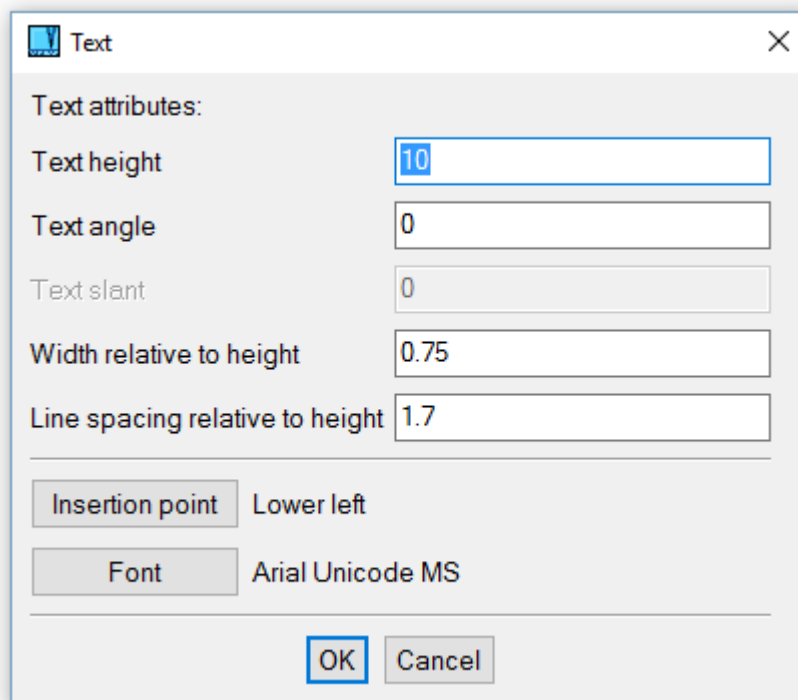 Text
Text attributes:
Text height 10
Text angle 0
Text slant 0
Width relative to height 0.75
Line spacing relative to height 1.7
Insertion point Lower left
Font Arial Unicode MS
OK Cancel